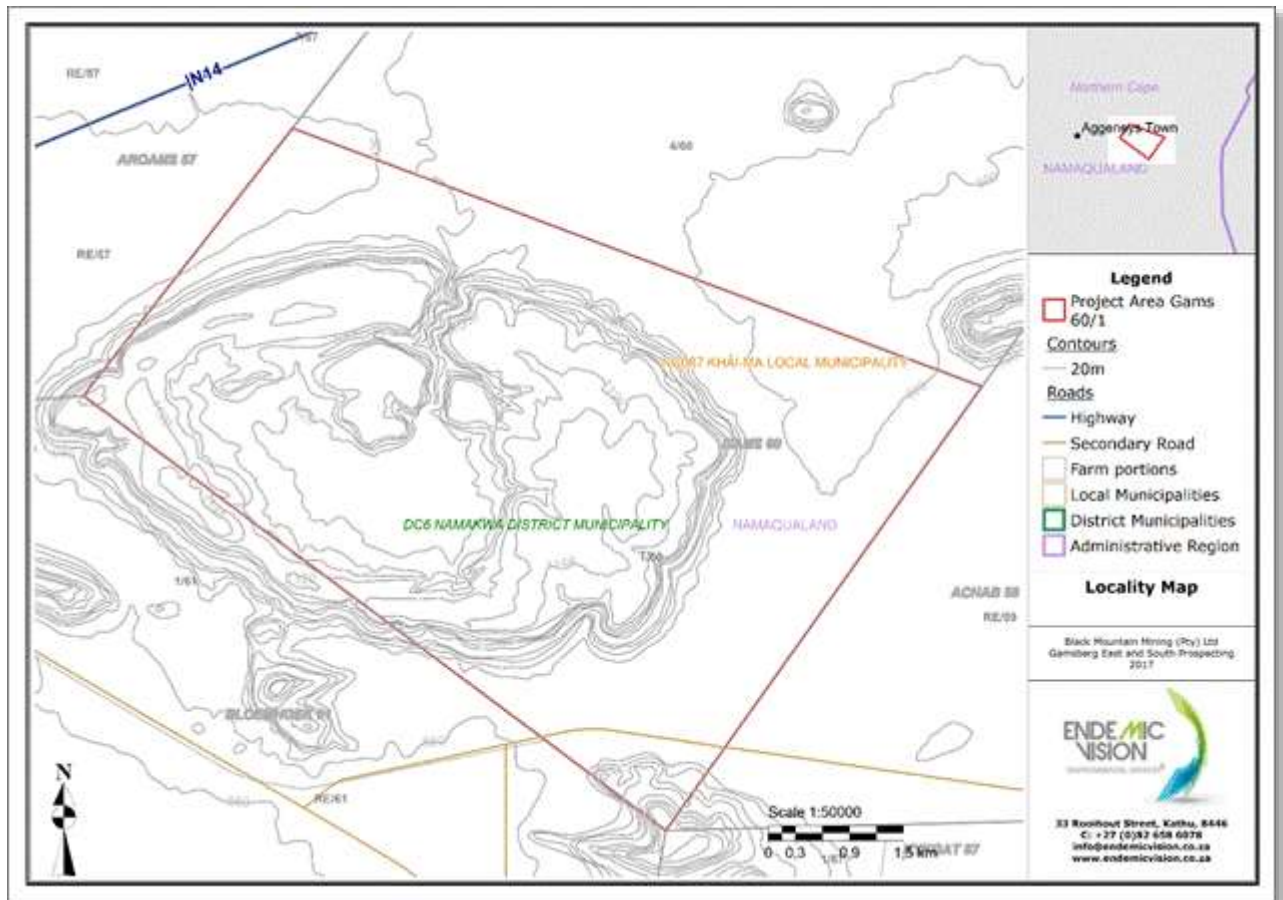 RE/57
N14
AROAMS 57
4/60
RE/57
KHÂI-MA LOCAL MUNICIPALITY
DC6 NAMAKWA DISTRICT MUNICIPALITY
NAMAQUALAND
1/61
ACHAB 59
RE/59
RE/61
N
Scale 1:50000
0 0.3 0.9 1.5 km
Northern Cape
Aggeneys Town
NAMAQUALAND
Legend
Project Area Gams
60/1
Contours
20m
Roads
Highway
Secondary Road
Farm portions
Local Municipalities
District Municipalities
Administrative Region
Locality Map
Black Mountain Mining (Pty) Ltd
Gamsberg East and South Prospecting
2017
ENDEMIC
VISION
33 Rooihout Street, Kathu, 8446
C: +27 (0)82 658 6078
info@endemicvision.co.za
www.endemicvision.co.za